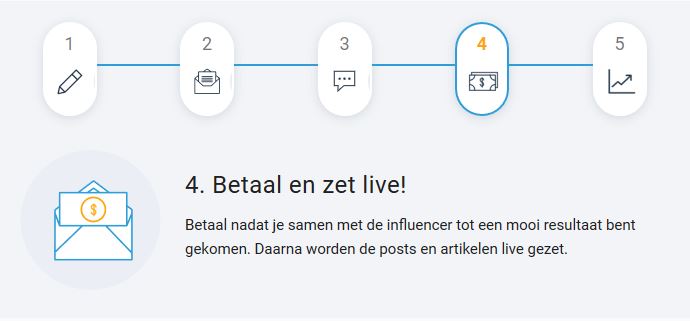 1 2 3 4 5
4. Betaal en zet live!
Betaal nadat je samen met de influencer tot een mooi resultaat bent
gekomen. Daarna worden de posts en artikelen live gezet.